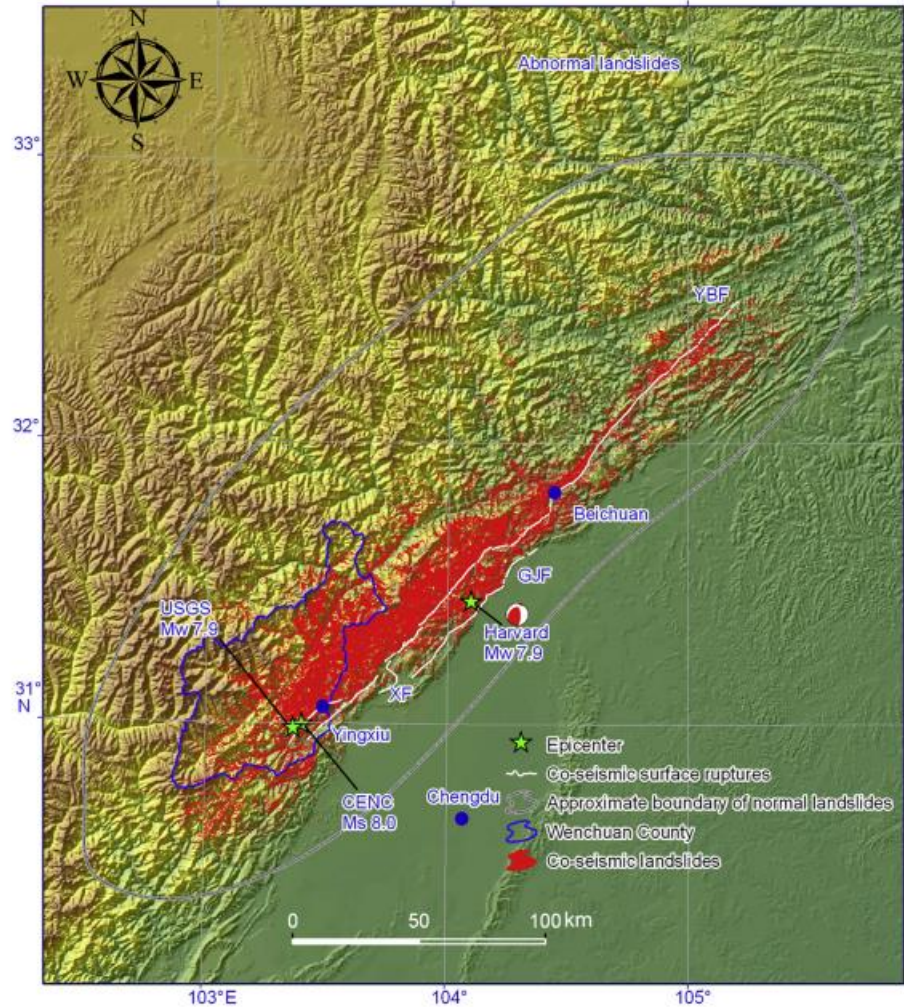 N
W E
S
Abnormal landslides
33°
YBF
32°
Beichuan
GJF
USGS
Mw 7.9
Harvard
Mw 7.9
31°
N
XF
Yingxiu
Epicenter
Co-seismic surface ruptures
CENC
Ms 8.0
Chengdu
Approximate boundary of normal landslides
Wenchuan County
Co-seismic landslides
0 50 100 km
103°E 104° 105°